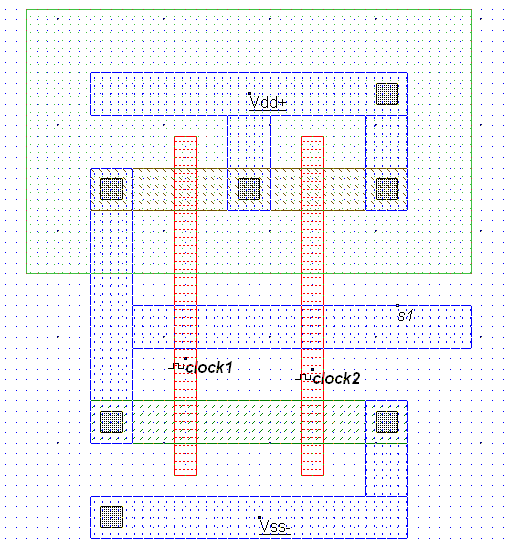 Vdd+
s1
clock1
clock2
Vss-